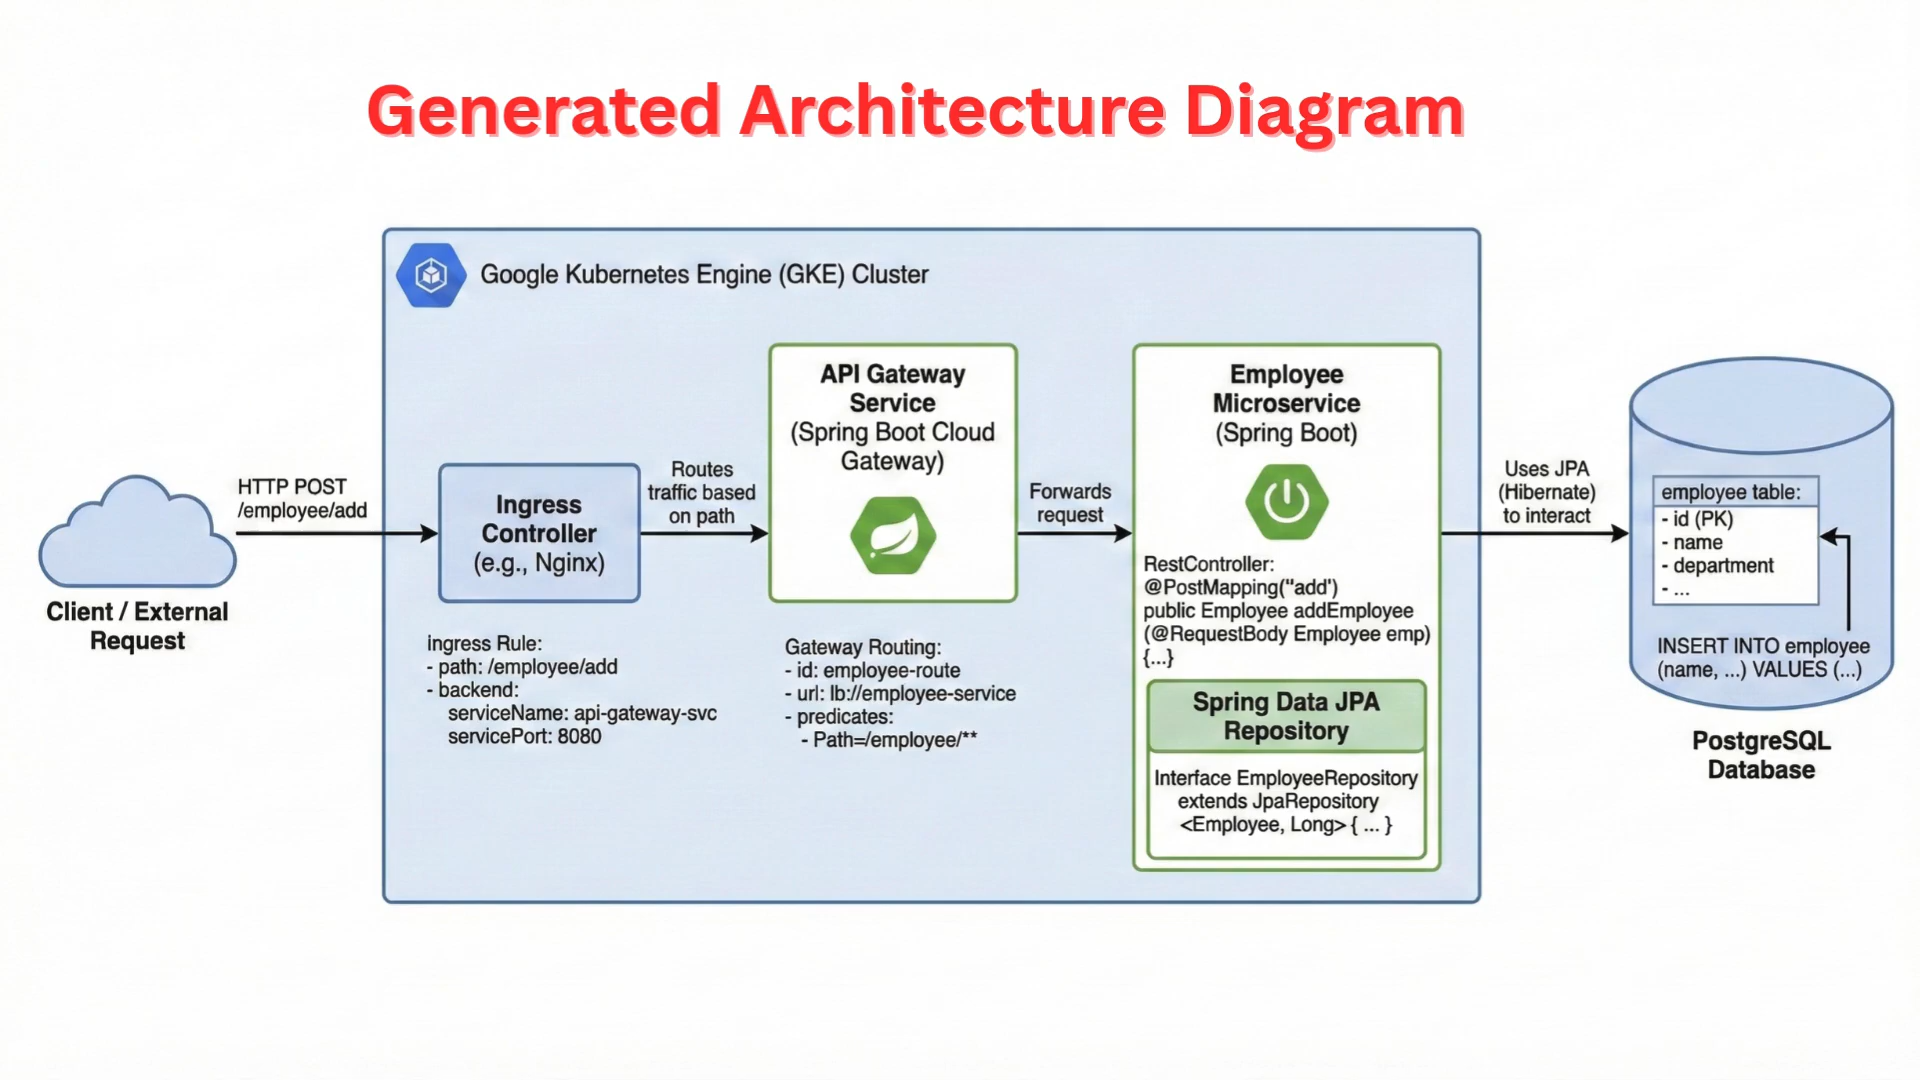 Generated Architecture Diagram
Google Kubernetes Engine (GKE) Cluster
HTTP POST
/employee/add
Client / External
Request
Ingress
Controller
(e.g., Nginx)
ingress Rule:
- path: /employee/add
- backend:
serviceName: api-gateway-svc
servicePort: 8080
Routes
traffic based
on path
API Gateway
Service
(Spring Boot Cloud
Gateway)
Gateway Routing:
- id: employee-route
- url: lb://employee-service
- predicates:
- Path=/employee/**
Forwards
request
Employee
Microservice
(Spring Boot)
RestController:
@PostMapping("add')
public Employee addEmployee
(@RequestBody Employee emp)
{...}
Spring Data JPA
Repository
Interface EmployeeRepository
extends JpaRepository
<Employee, Long> { ... }
Uses JPA
(Hibernate)
to interact
employee table:
- id (PK)
- name
- department
- ...
INSERT INTO employee
(name, ...) VALUES (...)
PostgreSQL
Database